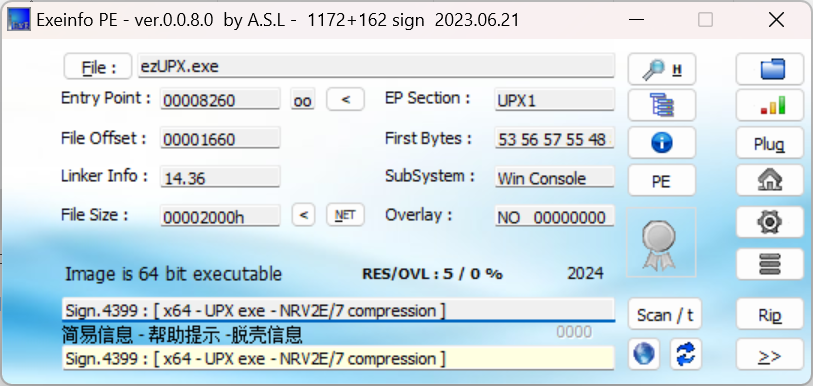 Exeinfo PE - ver.0.0.8.0 by A.S.L - 1172+162 sign 2023.06.21
File : ezUPX.exe H
Entry Point : 00008260 oo < EP Section : UPX1
File Offset : 00001660 First Bytes : 53 56 57 55 48 Plug
Linker Info : 14.36 SubSystem : Win Console PE
File Size : 00002000h < NET Overlay : NO 00000000
Image is 64 bit executable RES/OVL : 5 / 0 % 2024
Sign.4399 : [ x64 - UPX exe - NRV2E/7 compression ] Scan / t Rip
简易信息 - 帮助提示 -脱壳信息 0000
Sign.4399 : [ x64 - UPX exe - NRV2E/7 compression ] >>